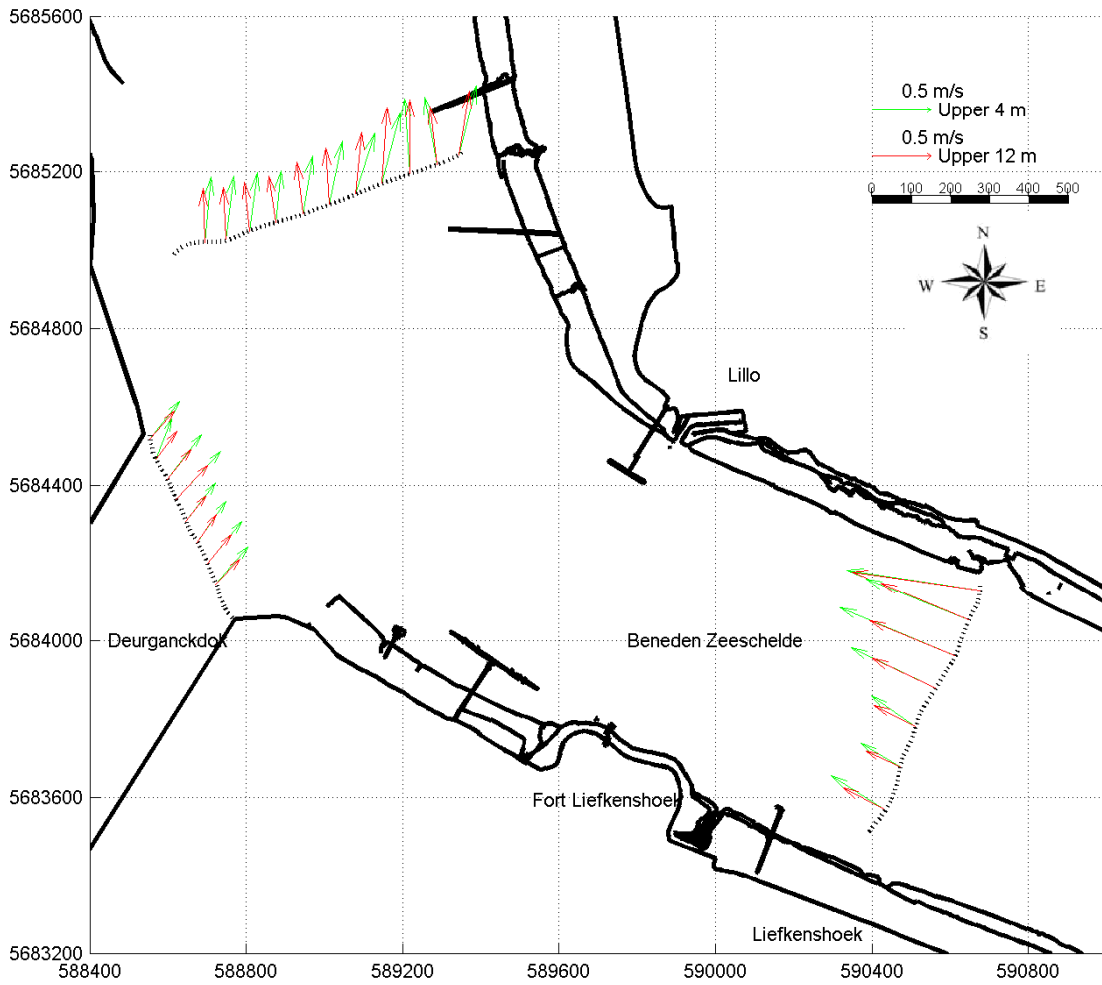 5685600
5685200
5684800
5684400
5684000
5683600
5683200
588400 588800 589200 589600 590000 590400 590800
0.5 m/s
Upper 4 m
0.5 m/s
Upper 12 m
0 100 200 300 400 500
N
W E
S
Lillo
Deurganckdok
Beneden Zeeschelde
Fort Liefkenshoek
Liefkenshoek